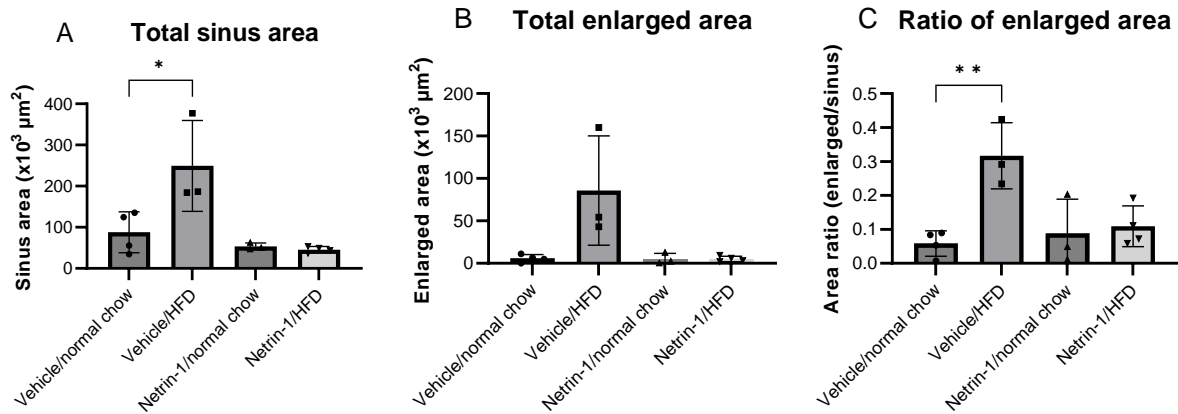 A
Total sinus area
*
Sinus area (x10³ µm²)
400
300
200
100
0
Vehicle/normal chow
Vehicle/HFD
Netrin-1/normal chow
Netrin-1/HFD
B
Total enlarged area
Enlarged area (x10³ µm²)
200
150
100
50
0
Vehicle/normal chow
Vehicle/HFD
Netrin-1/normal chow
Netrin-1/HFD
C
Ratio of enlarged area
**
Area ratio (enlarged/sinus)
0.5
0.4
0.3
0.2
0.1
0.0
Vehicle/normal chow
Vehicle/HFD
Netrin-1/normal chow
Netrin-1/HFD